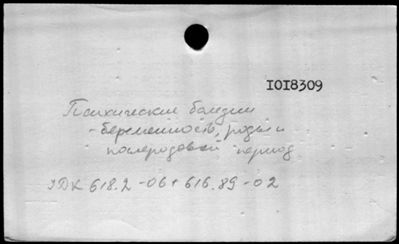 IOI8309
Психические болезни
- беременность, роды и
послеродовой период
УДК 618.2-06+616.89-02